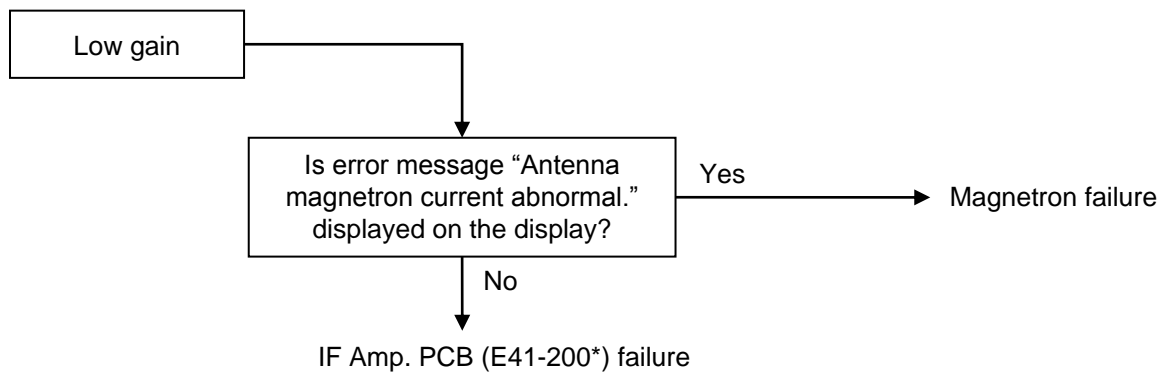 Low gain
Is error message “Antenna
magnetron current abnormal.”
displayed on the display?
Yes
Magnetron failure
No
IF Amp. PCB (E41-200*) failure